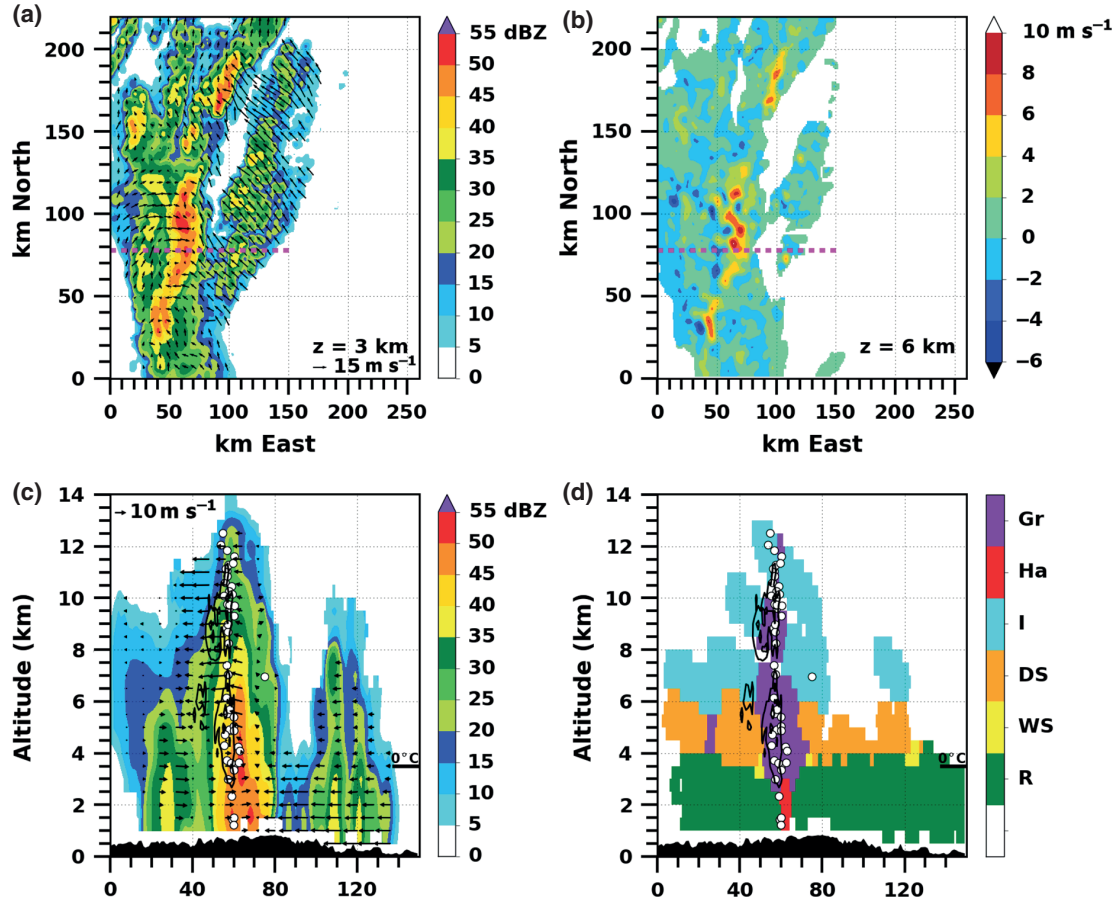 (a)
200
150
100
50
0
km North
0 50 100 150 200 250
km East
z = 3 km
→ 15 m s⁻¹
55 dBZ
50
45
40
35
30
25
20
15
10
5
0
(b)
200
150
100
50
0
km North
0 50 100 150 200 250
km East
z = 6 km
10 m s⁻¹
8
6
4
2
0
−2
−4
−6
(c)
14
12
10
8
6
4
2
0
Altitude (km)
0 40 80 120
→ 10 m s⁻¹
0°C
55 dBZ
50
45
40
35
30
25
20
15
10
5
0
(d)
14
12
10
8
6
4
2
0
Altitude (km)
0 40 80 120
0°C
Gr
Ha
I
DS
WS
R